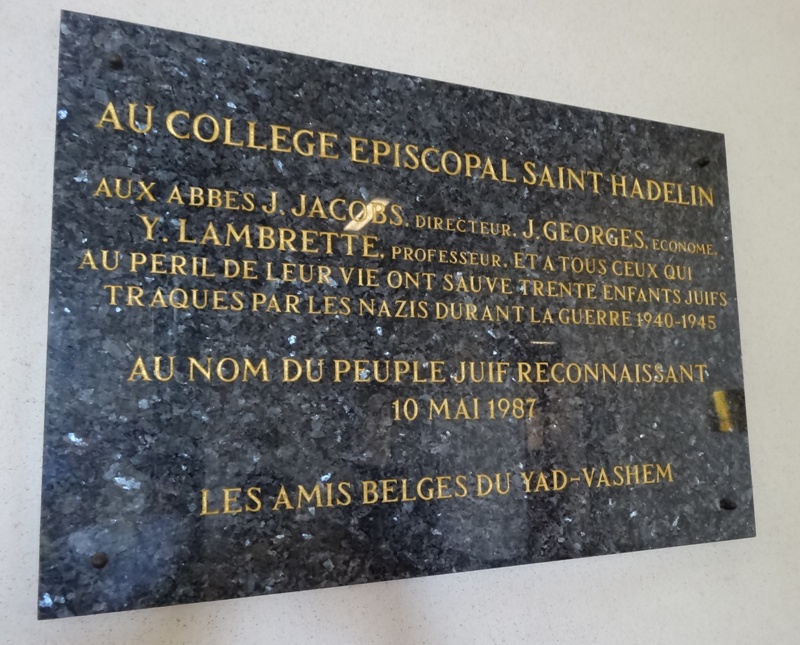 AU COLLEGE EPISCOPAL SAINT HADELIN
AUX ABBES J. JACOBS, DIRECTEUR, J. GEORGES, ECONOME,
Y. LAMBRETTE, PROFESSEUR, ET A TOUS CEUX QUI
AU PERIL DE LEUR VIE ONT SAUVE TRENTE ENFANTS JUIFS
TRAQUES PAR LES NAZIS DURANT LA GUERRE 1940-1945
AU NOM DU PEUPLE JUIF RECONNAISSANT
10 MAI 1987
LES AMIS BELGES DU YAD-VASHEM